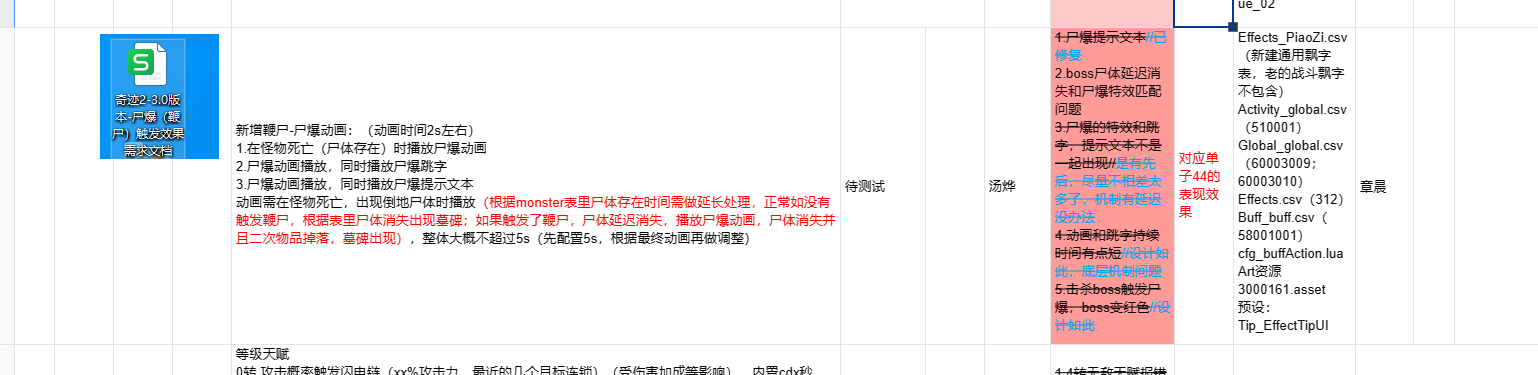 ue_02
S
奇迹2-3.0版
本-尸爆（鞭
尸）触发效果
需求文档
新增鞭尸-尸爆动画：（动画时间2s左右）
1.在怪物死亡（尸体存在）时播放尸爆动画
2.尸爆动画播放，同时播放尸爆跳字
3.尸爆动画播放，同时播放尸爆提示文本
动画需在怪物死亡，出现倒地尸体时播放（根据monster表里尸体存在时间需做延长处理，正常如没有
触发鞭尸，根据表里尸体消失出现墓碑；如果触发了鞭尸，尸体延迟消失，播放尸爆动画，尸体消失并
且二次物品掉落，墓碑出现），整体大概不超过5s（先配置5s，根据最终动画再做调整）
待测试
汤烨
1.尸爆提示文本//已
修复
2.boss尸体延迟消
失和尸爆特效匹配
问题
3.尸爆的特效和跳
字，提示文本不是
一起出现//是有先
后，尽量不相差太
多了，机制有延迟
没办法
4.动画和跳字持续
时间有点短//设计如
此，底层机制问题
5.击杀boss触发尸
爆，boss变红色//设
计如此
对应单
子44的
表现效
果
Effects_PiaoZi.csv
（新建通用飘字
表，老的战斗飘字
不包含）
Activity_global.csv
（510001）
Global_global.csv
（60003009；
60003010）
Effects.csv（312）
Buff_buff.csv（
58001001）
cfg_buffAction.lua
Art资源
3000161.asset
预设：
Tip_EffectTipUI
章晨
等级天赋
0转 攻击概率触发闪电链（xx%攻击力，最近的几个目标连锁）（受伤害加成等影响），内置cdx秒
1.4转无敌天赋报错